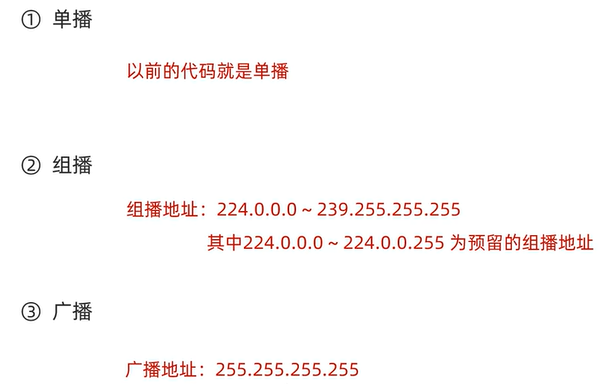 ① 单播
以前的代码就是单播
② 组播
组播地址：224.0.0.0 ~ 239.255.255.255
其中224.0.0.0 ~ 224.0.0.255 为预留的组播地址
③ 广播
广播地址：255.255.255.255